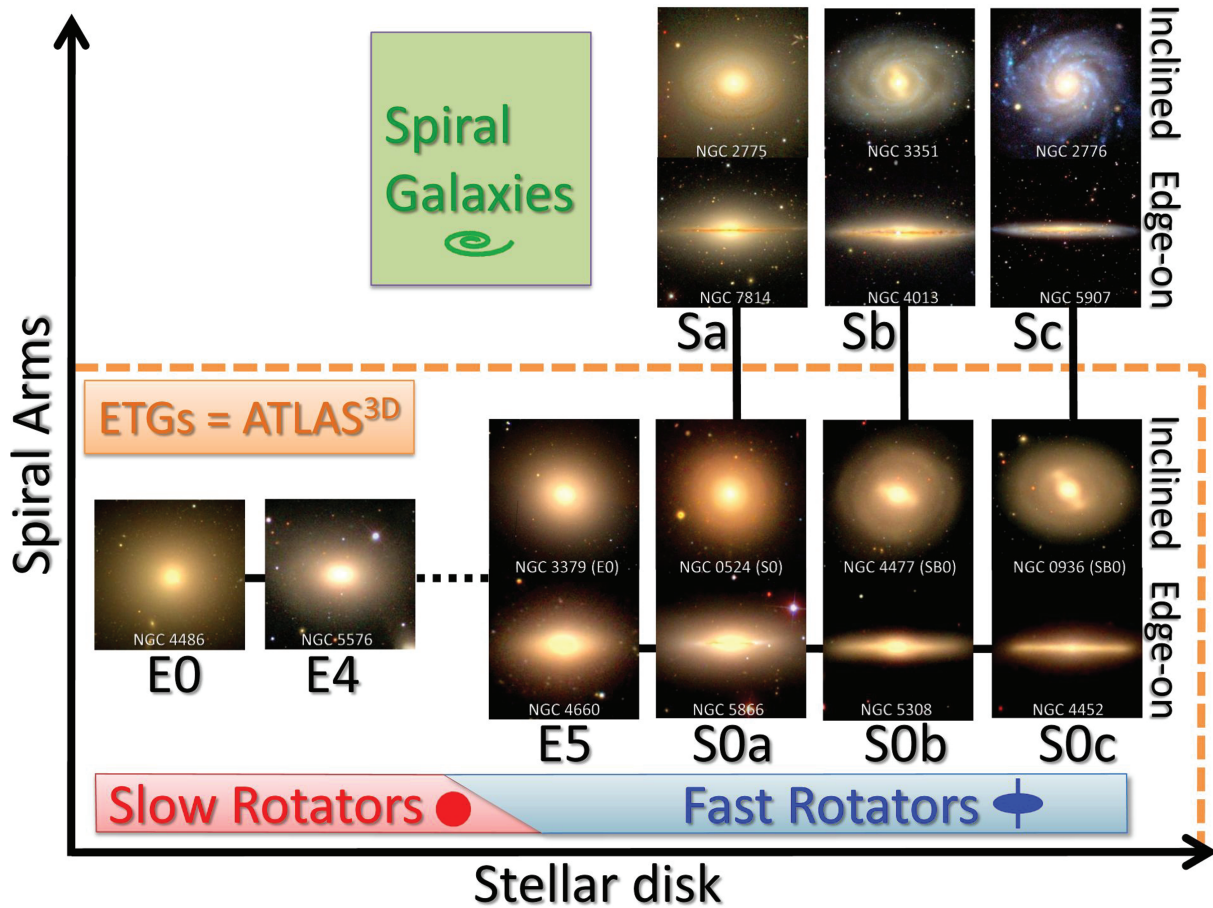 Spiral
Galaxies
NGC 2775
NGC 3351
NGC 2776
Inclined
NGC 7814
NGC 4013
NGC 5907
Edge-on
Sa
Sb
Sc
Spiral Arms
ETGs = ATLAS³ᴰ
NGC 3379 (E0)
NGC 0524 (S0)
NGC 4477 (SB0)
NGC 0936 (SB0)
Inclined
NGC 4486
NGC 5576
E0
E4
NGC 4660
NGC 5866
NGC 5308
NGC 4452
Edge-on
E5
S0a
S0b
S0c
Slow Rotators
Fast Rotators
Stellar disk